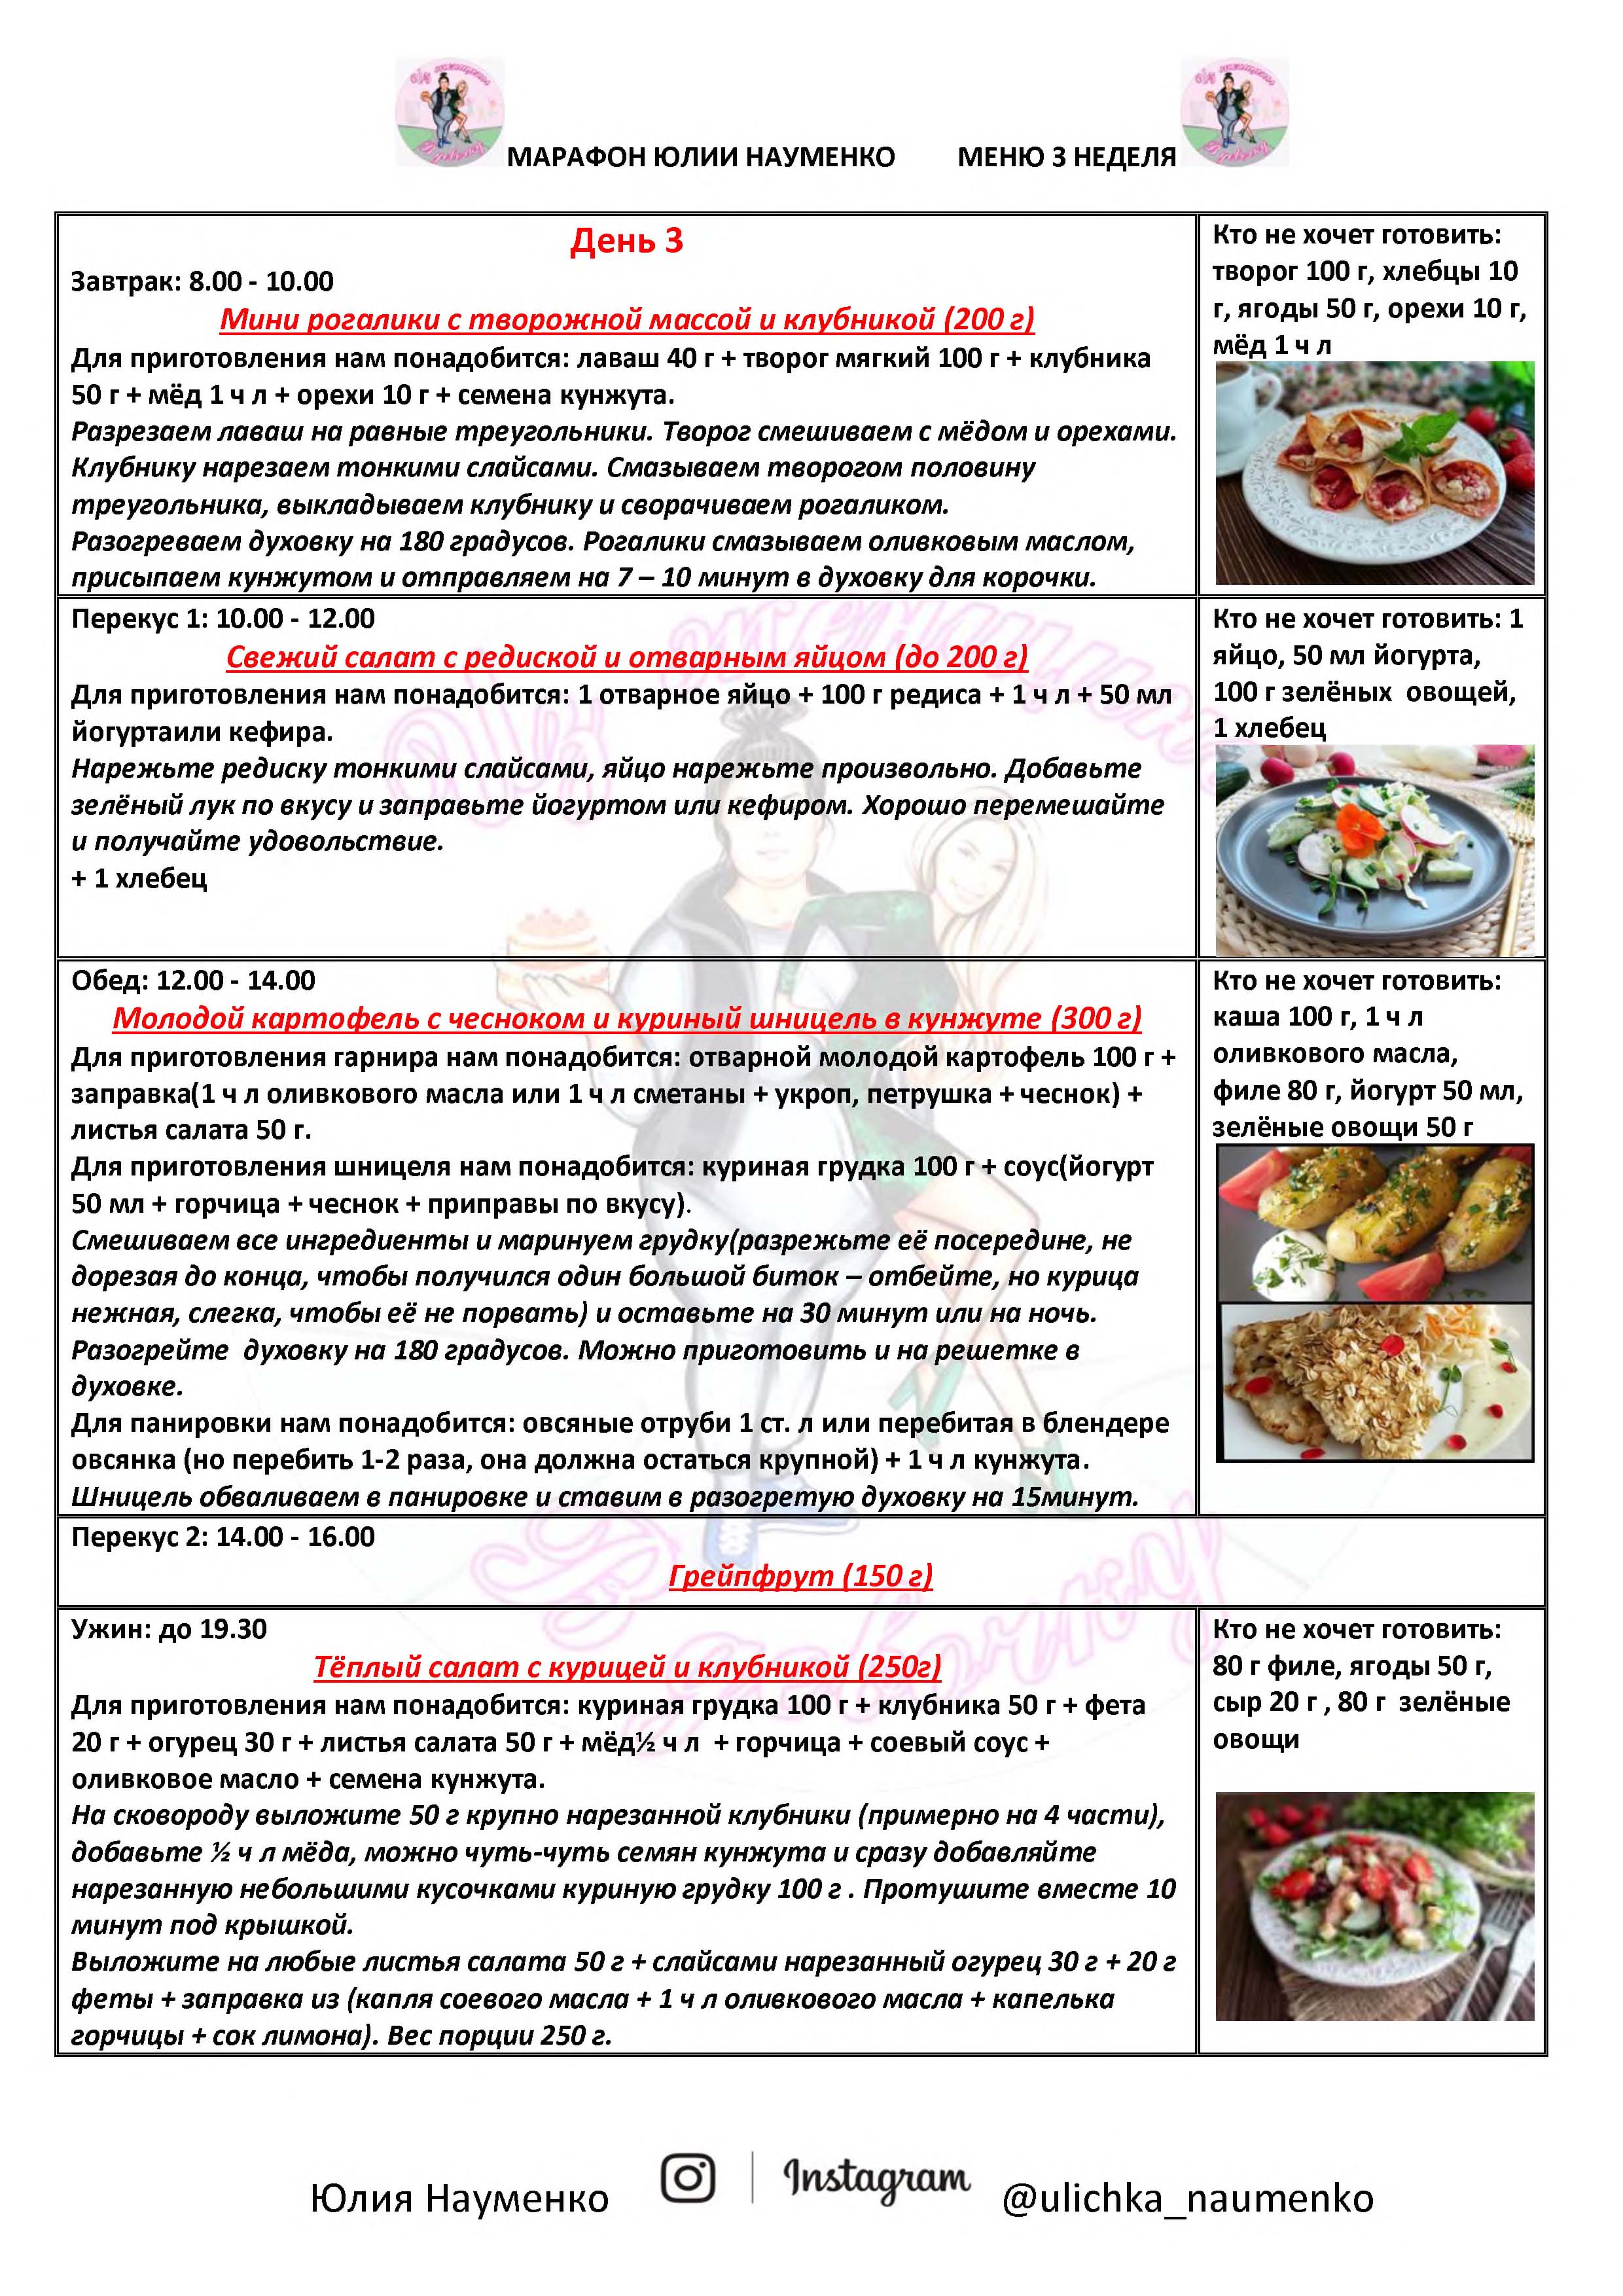 МАРАФОН ЮЛИИ НАУМЕНКО МЕНЮ 3 НЕДЕЛЯ
День 3
Завтрак: 8.00 - 10.00
Мини рогалики с творожной массой и клубникой (200 г)
Для приготовления нам понадобится: лаваш 40 г + творог мягкий 100 г + клубника
50 г + мёд 1 ч л + орехи 10 г + семена кунжута.
Разрезаем лаваш на равные треугольники. Творог смешиваем с мёдом и орехами.
Клубнику нарезаем тонкими слайсами. Смазываем творогом половину
треугольника, выкладываем клубнику и сворачиваем рогаликом.
Разогреваем духовку на 180 градусов. Рогалики смазываем оливковым маслом,
присыпаем кунжутом и отправляем на 7 – 10 минут в духовку для корочки.
Кто не хочет готовить:
творог 100 г, хлебцы 10
г, ягоды 50 г, орехи 10 г,
мёд 1 ч л
Перекус 1: 10.00 - 12.00
Свежий салат с редиской и отварным яйцом (до 200 г)
Для приготовления нам понадобится: 1 отварное яйцо + 100 г редиса + 1 ч л + 50 мл
йогуртаили кефира.
Нарежьте редиску тонкими слайсами, яйцо нарежьте произвольно. Добавьте
зелёный лук по вкусу и заправьте йогуртом или кефиром. Хорошо перемешайте
и получайте удовольствие.
+ 1 хлебец
Кто не хочет готовить: 1
яйцо, 50 мл йогурта,
100 г зелёных овощей,
1 хлебец
Обед: 12.00 - 14.00
Молодой картофель с чесноком и куриный шницель в кунжуте (300 г)
Для приготовления гарнира нам понадобится: отварной молодой картофель 100 г +
заправка(1 ч л оливкового масла или 1 ч л сметаны + укроп, петрушка + чеснок) +
листья салата 50 г.
Для приготовления шницеля нам понадобится: куриная грудка 100 г + соус(йогурт
50 мл + горчица + чеснок + приправы по вкусу).
Смешиваем все ингредиенты и маринуем грудку(разрежьте её посередине, не
дорезая до конца, чтобы получился один большой биток – отбейте, но курица
нежная, слегка, чтобы её не порвать) и оставьте на 30 минут или на ночь.
Разогрейте духовку на 180 градусов. Можно приготовить и на решетке в
духовке.
Для панировки нам понадобится: овсяные отруби 1 ст. л или перебитая в блендере
овсянка (но перебить 1-2 раза, она должна остаться крупной) + 1 ч л кунжута.
Шницель обваливаем в панировке и ставим в разогретую духовку на 15минут.
Кто не хочет готовить:
каша 100 г, 1 ч л
оливкового масла,
филе 80 г, йогурт 50 мл,
зелёные овощи 50 г
Перекус 2: 14.00 - 16.00
Грейпфрут (150 г)
Ужин: до 19.30
Тёплый салат с курицей и клубникой (250г)
Для приготовления нам понадобится: куриная грудка 100 г + клубника 50 г + фета
20 г + огурец 30 г + листья салата 50 г + мёд½ ч л + горчица + соевый соус +
оливковое масло + семена кунжута.
На сковороду выложите 50 г крупно нарезанной клубники (примерно на 4 части),
добавьте ½ ч л мёда, можно чуть-чуть семян кунжута и сразу добавляйте
нарезанную небольшими кусочками куриную грудку 100 г . Протушите вместе 10
минут под крышкой.
Выложите на любые листья салата 50 г + слайсами нарезанный огурец 30 г + 20 г
феты + заправка из (капля соевого масла + 1 ч л оливкового масла + капелька
горчицы + сок лимона). Вес порции 250 г.
Кто не хочет готовить:
80 г филе, ягоды 50 г,
сыр 20 г , 80 г зелёные
овощи
Юлия Науменко Instagram @ulichka_naumenko